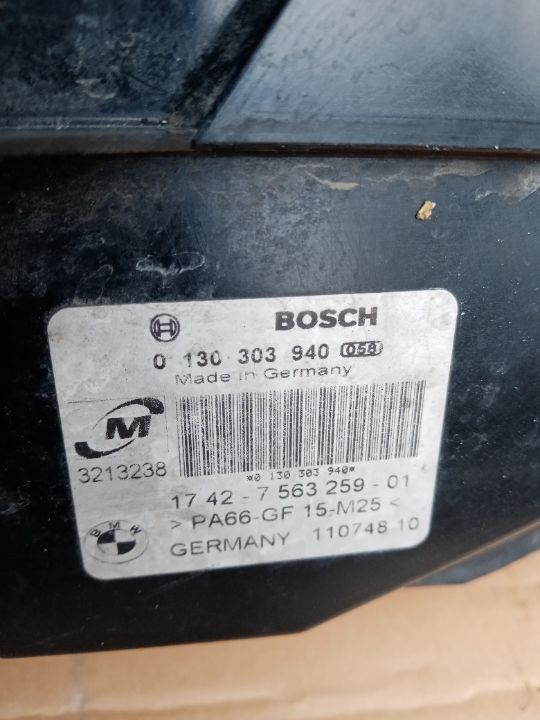 BOSCH
0 130 303 940 058
Made in Germany
M
3213238
*0 130 303 940*
17 42 - 7 563 259 - 01
> PA66-GF 15-M25 <
BMW
GERMANY 110748 10